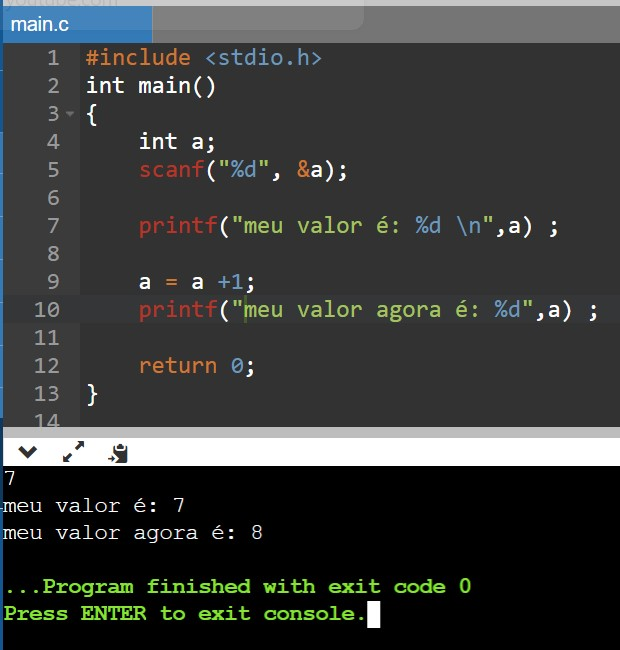 youtube.com
main.c
1 #include <stdio.h>
2 int main()
3 {
4 int a;
5 scanf("%d", &a);
6
7 printf("meu valor é: %d \n",a) ;
8
9 a = a +1;
10 printf("meu valor agora é: %d",a) ;
11
12 return 0;
13 }
14
7
meu valor é: 7
meu valor agora é: 8
...Program finished with exit code 0
Press ENTER to exit console.